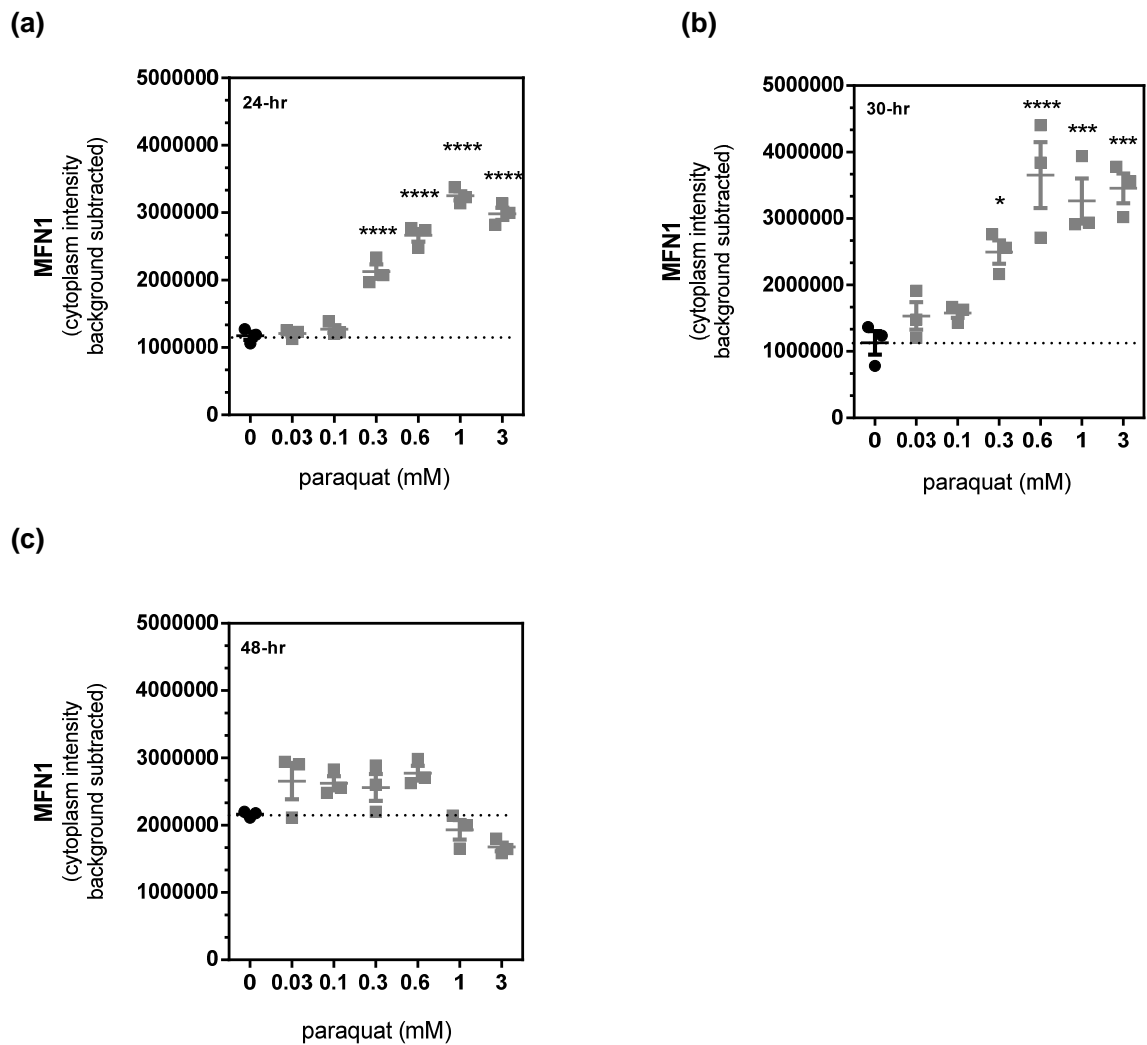 (a)
MFN1
(cytoplasm intensity
background subtracted)
5000000
4000000
3000000
2000000
1000000
0
24-hr
****
****
****
****
0 0.03 0.1 0.3 0.6 1 3
paraquat (mM)
(b)
MFN1
(cytoplasm intensity
background subtracted)
5000000
4000000
3000000
2000000
1000000
0
30-hr
*
****
***
***
0 0.03 0.1 0.3 0.6 1 3
paraquat (mM)
(c)
MFN1
(cytoplasm intensity
background subtracted)
5000000
4000000
3000000
2000000
1000000
0
48-hr
0 0.03 0.1 0.3 0.6 1 3
paraquat (mM)